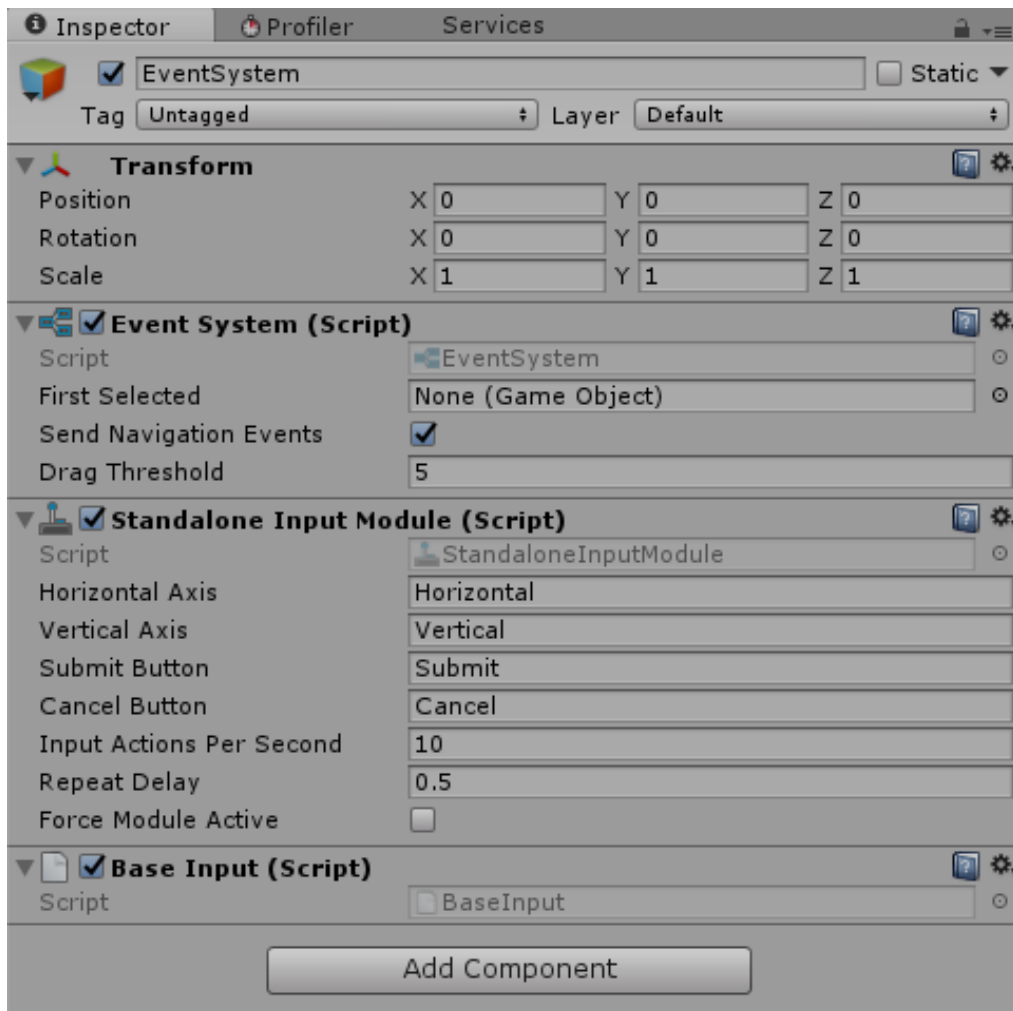 Inspector Profiler Services
EventSystem Static
Tag Untagged Layer Default
Transform
Position X 0 Y 0 Z 0
Rotation X 0 Y 0 Z 0
Scale X 1 Y 1 Z 1
Event System (Script)
Script EventSystem
First Selected None (Game Object)
Send Navigation Events
Drag Threshold 5
Standalone Input Module (Script)
Script StandaloneInputModule
Horizontal Axis Horizontal
Vertical Axis Vertical
Submit Button Submit
Cancel Button Cancel
Input Actions Per Second 10
Repeat Delay 0.5
Force Module Active
Base Input (Script)
Script BaseInput
Add Component